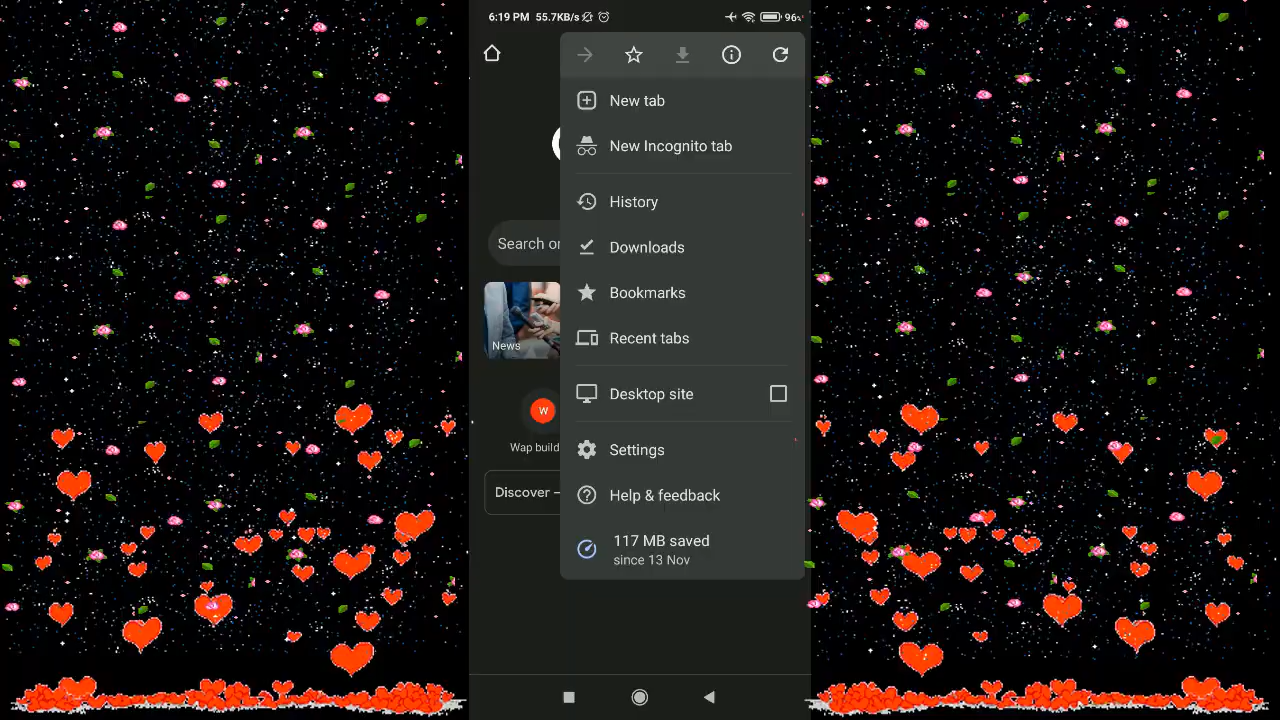 6:19 PM 55.7KB/s
96
New tab
New Incognito tab
History
Downloads
Bookmarks
Recent tabs
Desktop site
Settings
Help & feedback
117 MB saved
since 13 Nov
Search or
News
W
Wap build
Discover –